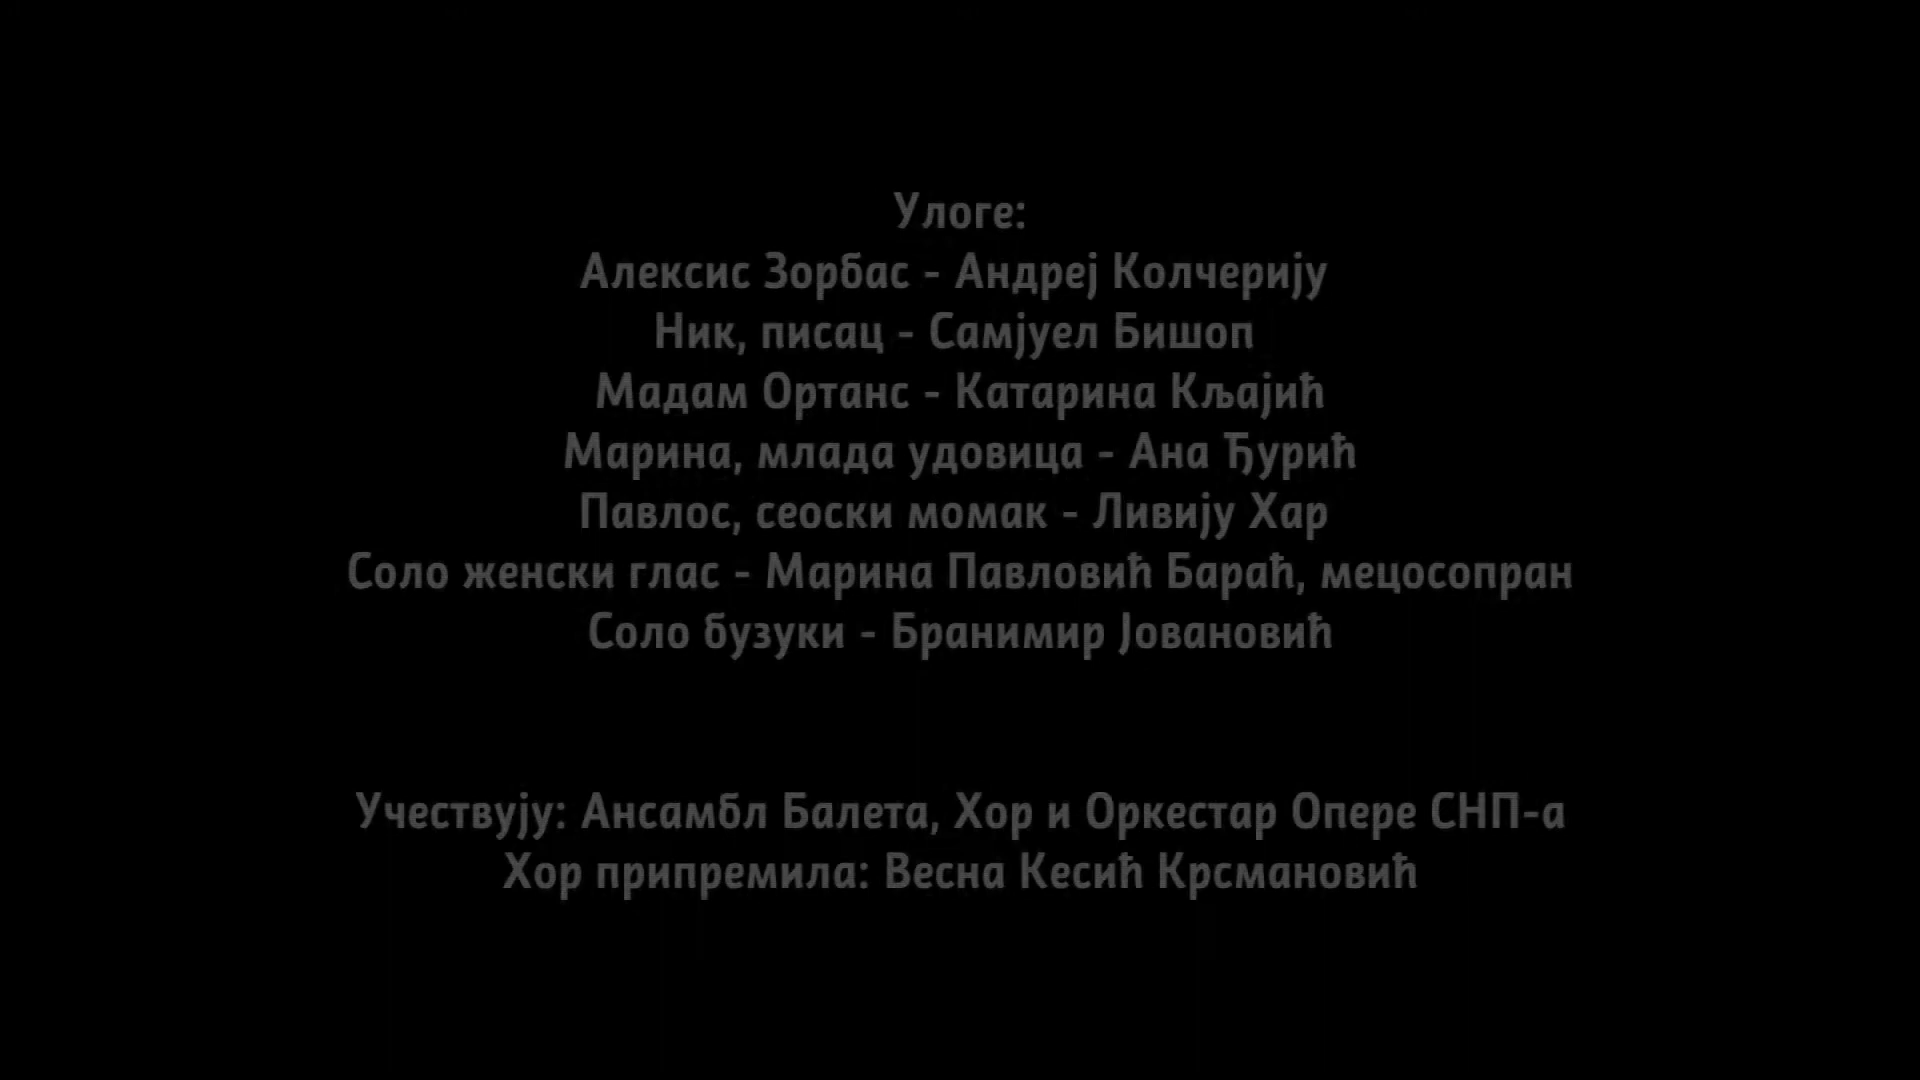 Улоге:
Алексис Зорбас - Андреј Колчерију
Ник, писац - Самјуел Бишоп
Мадам Ортанс - Катарина Кљајић
Марина, млада удовица - Ана Ђурић
Павлос, сеоски момак - Ливију Хар
Соло женски глас - Марина Павловић Бараћ, мецосопран
Соло бузуки - Бранимир Јовановић
Учествују: Ансамбл Балета, Хор и Оркестар Опере СНП-а
Хор припремила: Весна Кесић Крсмановић